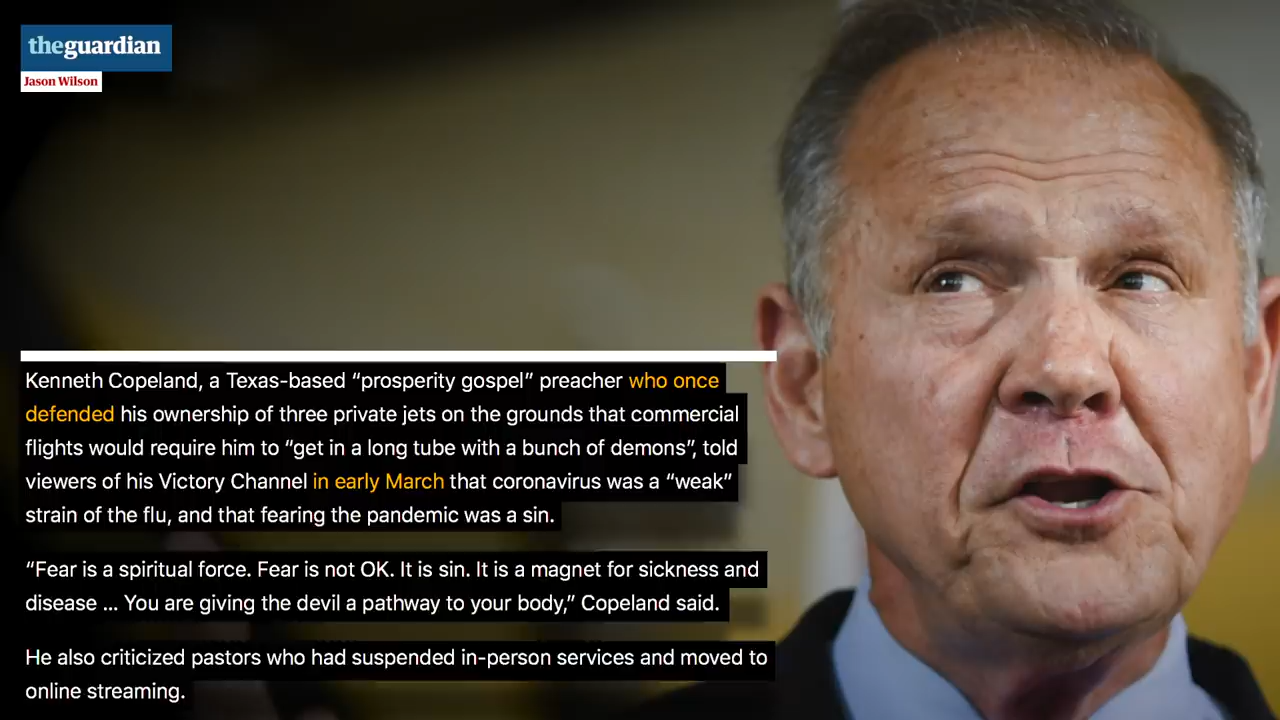 theguardian
Jason Wilson
Kenneth Copeland, a Texas-based “prosperity gospel” preacher who once
defended his ownership of three private jets on the grounds that commercial
flights would require him to “get in a long tube with a bunch of demons”, told
viewers of his Victory Channel in early March that coronavirus was a “weak”
strain of the flu, and that fearing the pandemic was a sin.
“Fear is a spiritual force. Fear is not OK. It is sin. It is a magnet for sickness and
disease ... You are giving the devil a pathway to your body,” Copeland said.
He also criticized pastors who had suspended in-person services and moved to
online streaming.